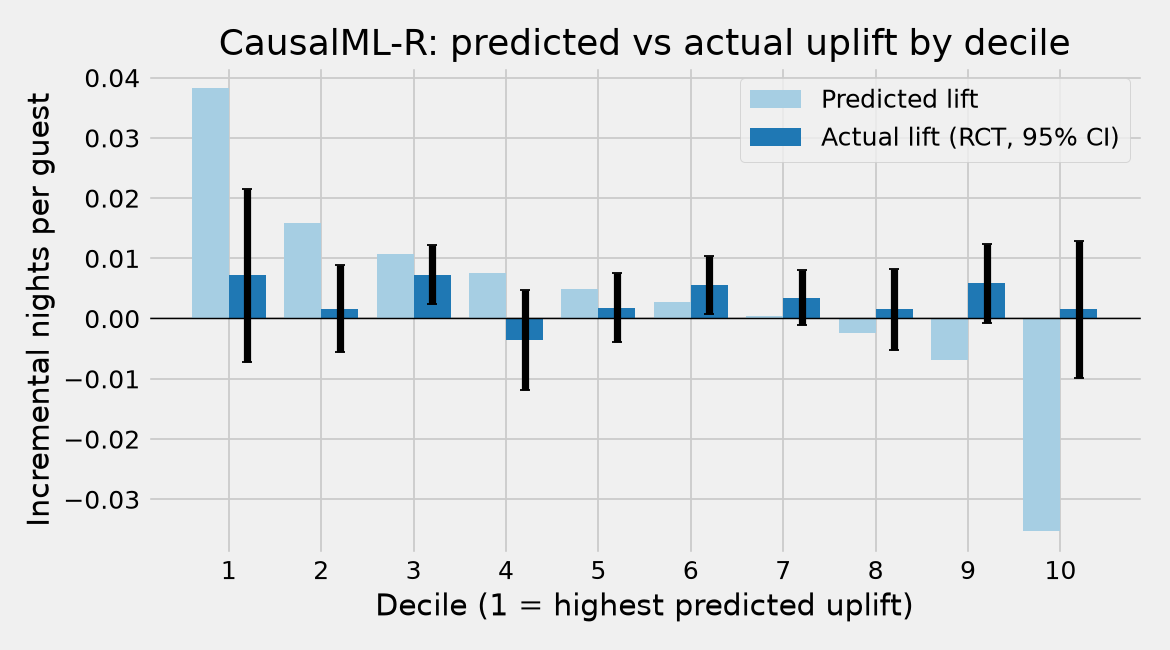 CausalML-R: predicted vs actual uplift by decile
Incremental nights per guest
0.04
0.03
0.02
0.01
0.00
−0.01
−0.02
−0.03
Predicted lift
Actual lift (RCT, 95% CI)
1 2 3 4 5 6 7 8 9 10
Decile (1 = highest predicted uplift)